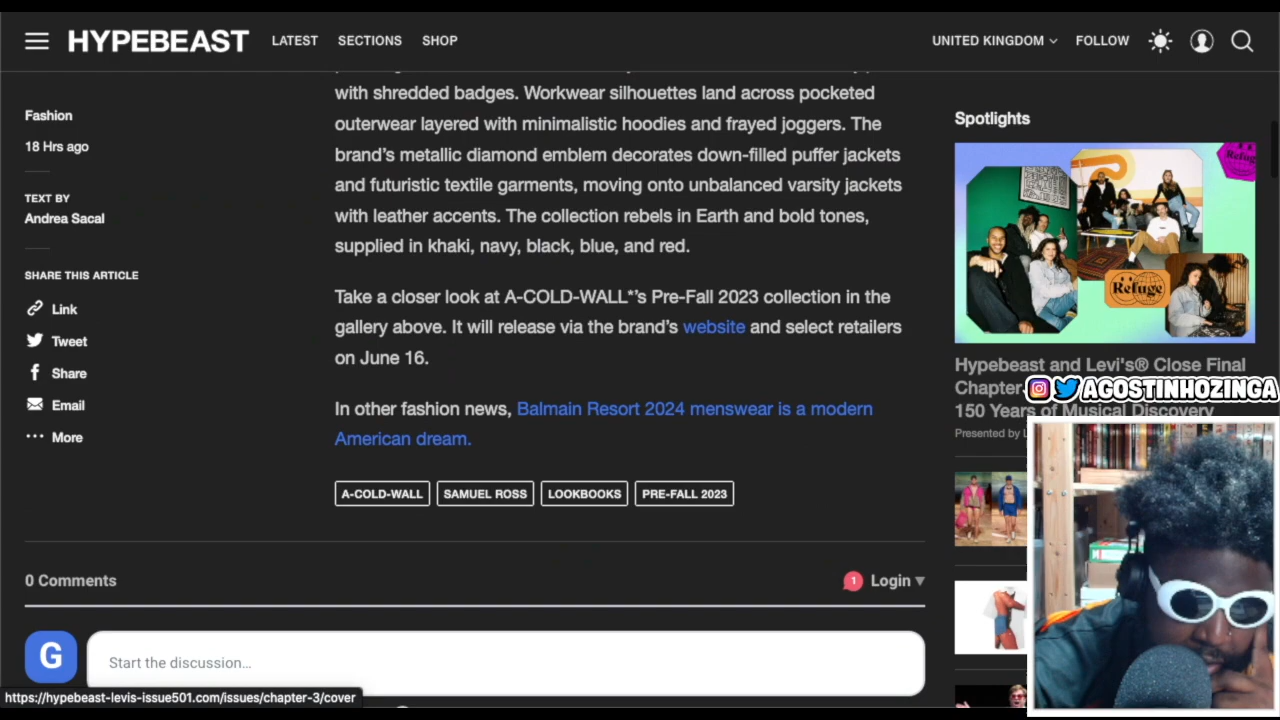 HYPEBEAST
LATEST
SECTIONS
SHOP
UNITED KINGDOM
FOLLOW
Fashion
18 Hrs ago
TEXT BY
Andrea Sacal
SHARE THIS ARTICLE
Link
Tweet
Share
Email
More
with shredded badges. Workwear silhouettes land across pocketed
outerwear layered with minimalistic hoodies and frayed joggers. The
brand’s metallic diamond emblem decorates down-filled puffer jackets
and futuristic textile garments, moving onto unbalanced varsity jackets
with leather accents. The collection rebels in Earth and bold tones,
supplied in khaki, navy, black, blue, and red.
Take a closer look at A-COLD-WALL*’s Pre-Fall 2023 collection in the
gallery above. It will release via the brand’s website and select retailers
on June 16.
In other fashion news, Balmain Resort 2024 menswear is a modern
American dream.
A-COLD-WALL
SAMUEL ROSS
LOOKBOOKS
PRE-FALL 2023
0 Comments
1
Login
G
Start the discussion...
https://hypebeast-levis-issue501.com/issues/chapter-3/cover
Spotlights
Refuge
Hypebeast and Levi's® Close Final
Chapter
150 Years of Musical Discovery
Presented by
AGOSTINHOZINGA